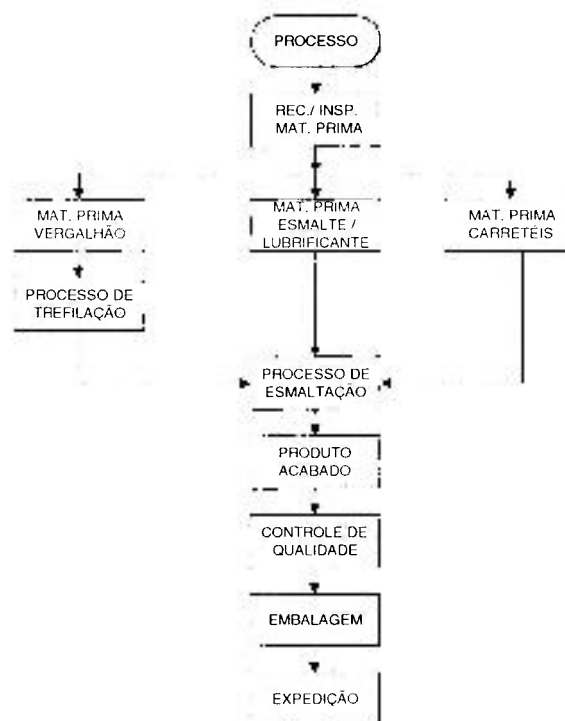 PROCESSO
REC./ INSP.
MAT. PRIMA
MAT. PRIMA
VERGALHÃO
MAT. PRIMA
ESMALTE /
LUBRIFICANTE
MAT. PRIMA
CARRETÉIS
PROCESSO DE
TREFILAÇÃO
PROCESSO DE
ESMALTAÇÃO
PRODUTO
ACABADO
CONTROLE DE
QUALIDADE
EMBALAGEM
EXPEDIÇÃO